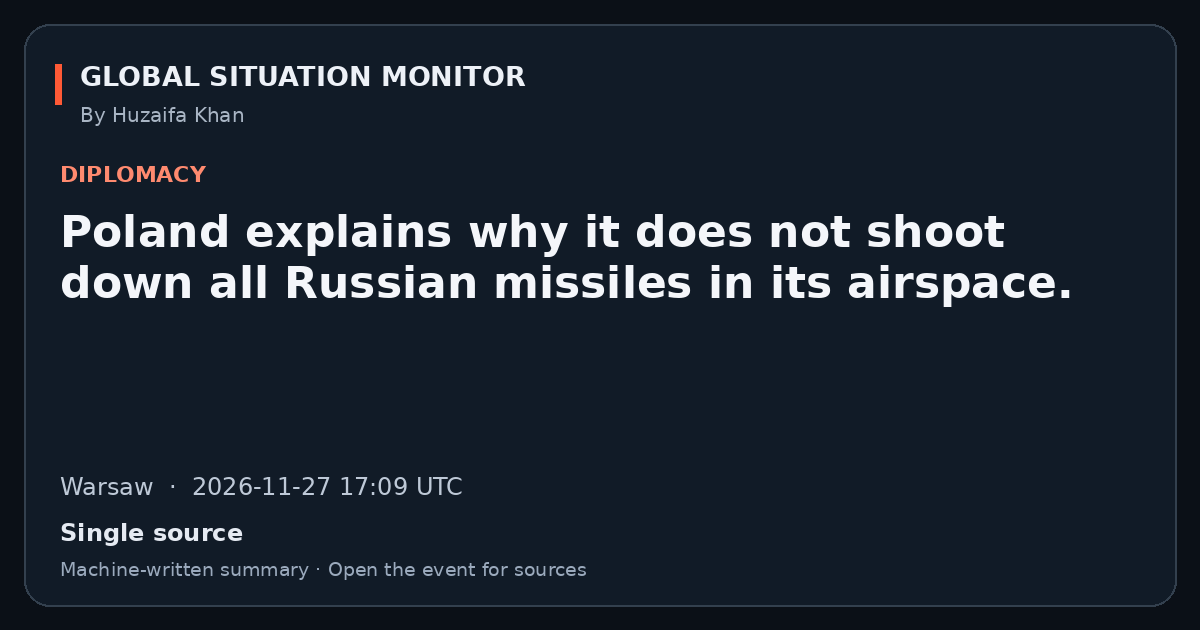 GLOBAL SITUATION MONITOR
By Huzaifa Khan
DIPLOMACY
Poland explains why it does not shoot
down all Russian missiles in its airspace.
Warsaw · 2026-11-27 17:09 UTC
Single source
Machine-written summary · Open the event for sources